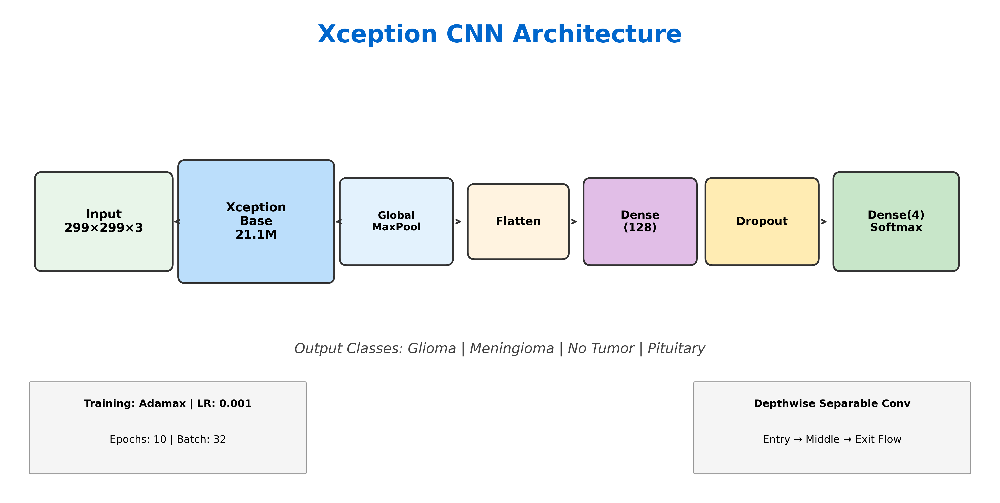 Xception CNN Architecture
Input
299×299×3
Xception
Base
21.1M
Global
MaxPool
Flatten
Dense
(128)
Dropout
Dense(4)
Softmax
Output Classes: Glioma | Meningioma | No Tumor | Pituitary
Training: Adamax | LR: 0.001
Epochs: 10 | Batch: 32
Depthwise Separable Conv
Entry → Middle → Exit Flow